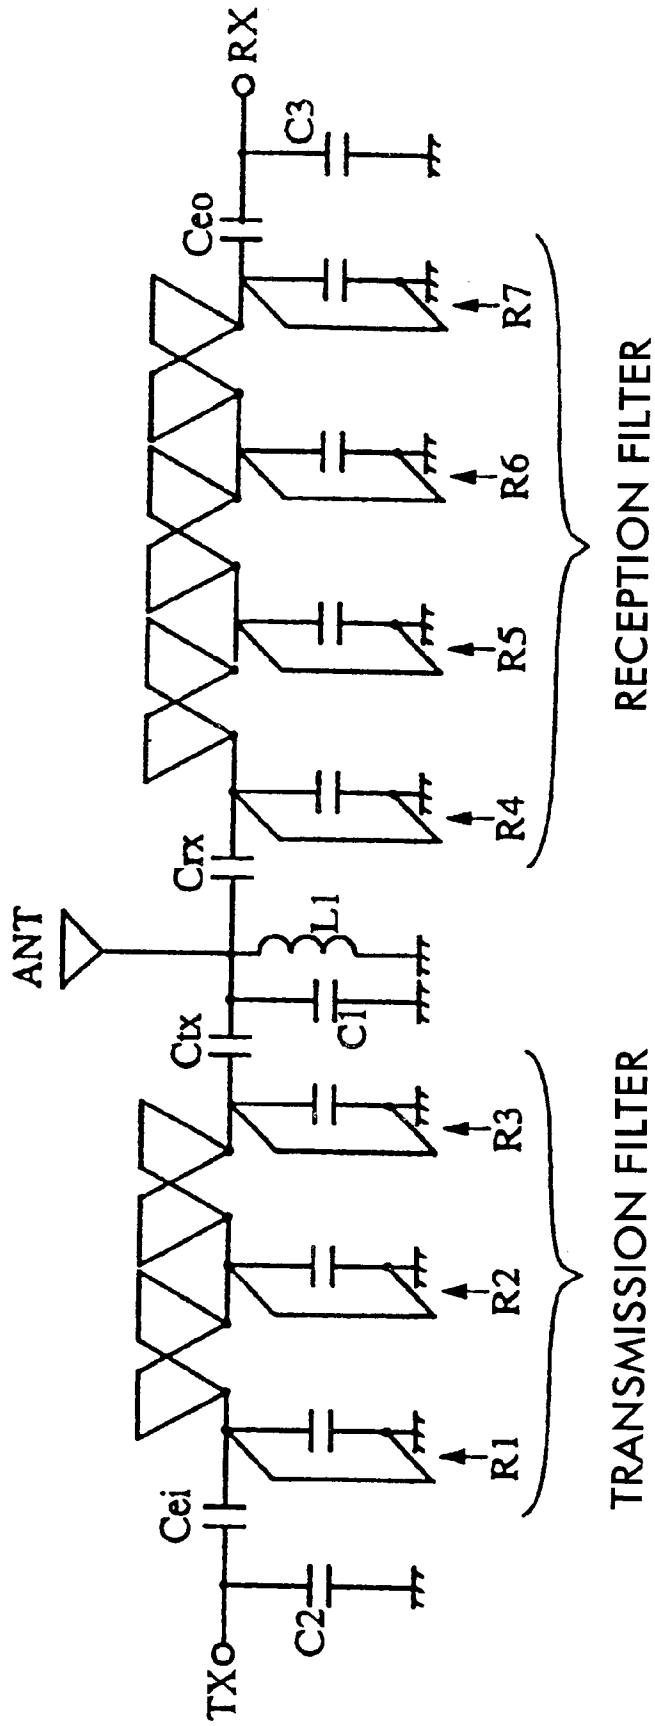 ANT
TX
Cei
Ctx
Crx
Ceo
RX
C2
C1
L1
C3
R1
R2
R3
R4
R5
R6
R7
TRANSMISSION FILTER
RECEPTION FILTER